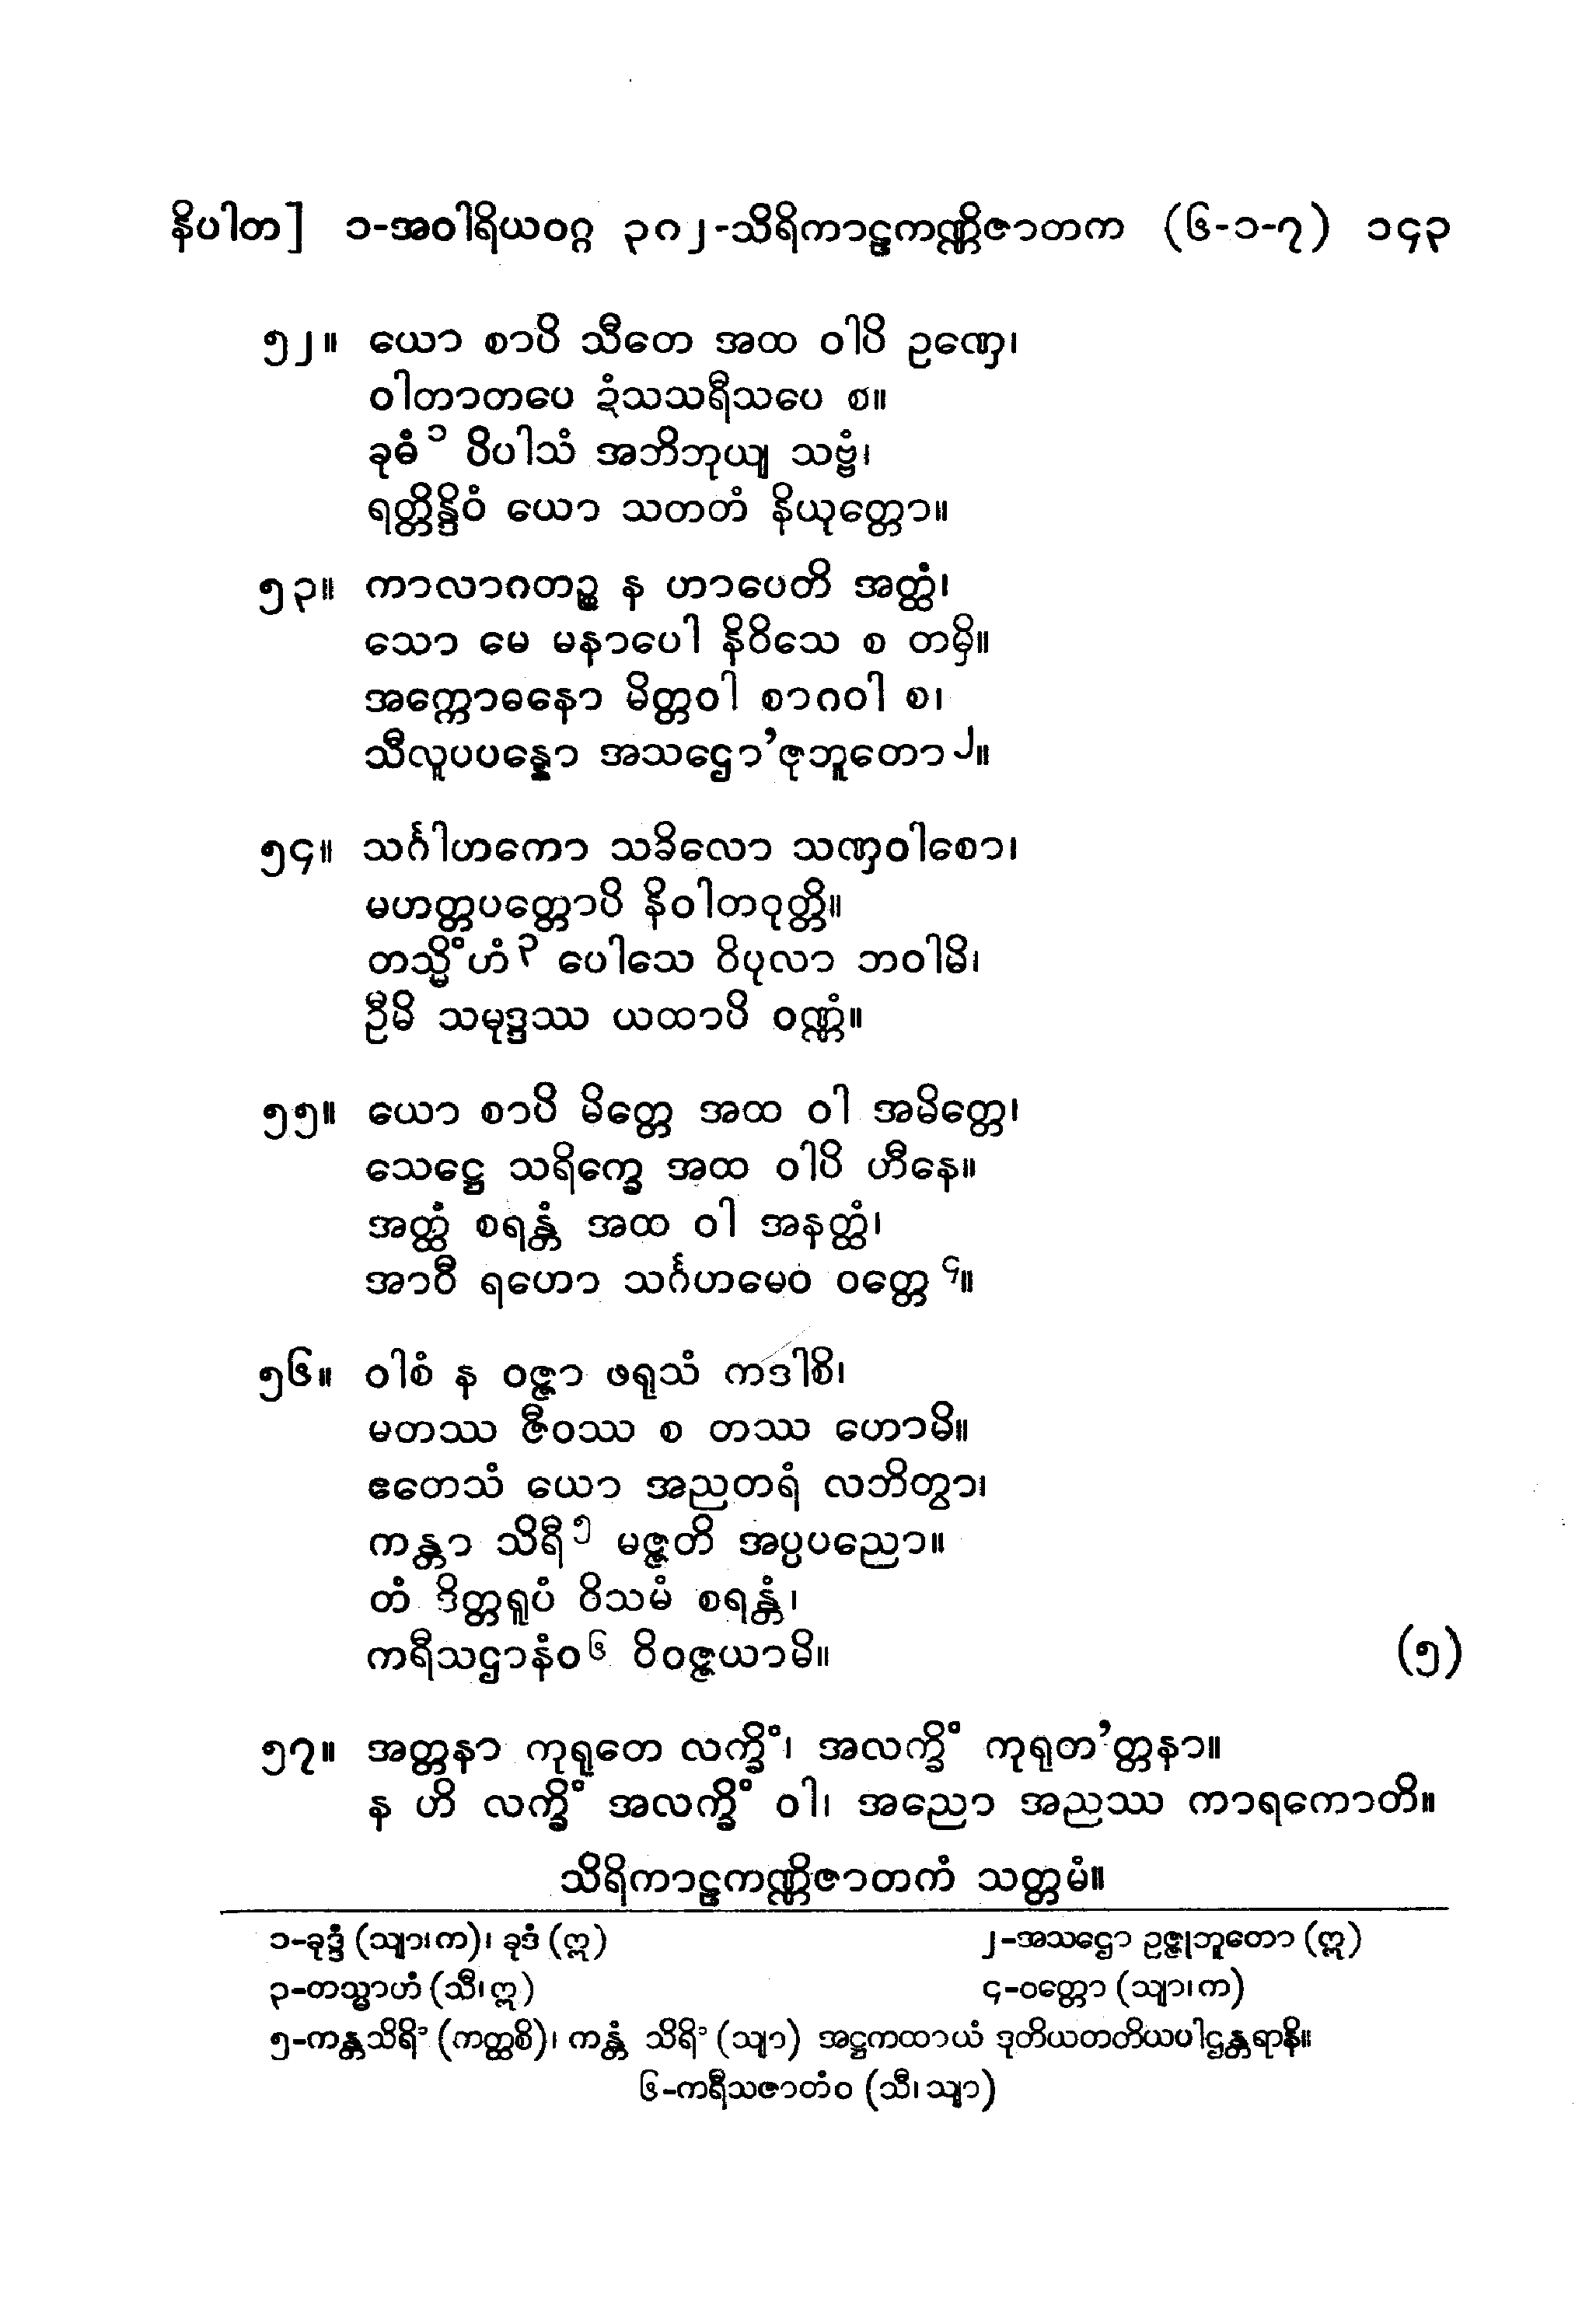 နိပါတ] ၁-အဝါရိယဝဂ္ဂ ၃၈၂-သိရိကာဠကဏ္ဏိဇာတက (၆-၁-၇) ၁၄၃
၅၂။ ယော စာပိ သီတေ အထ ဝါပိ ဥဏှေ၊
ဝါတာတပေ ဍံသသရီသပေ စ။
ခုဓံ ၁ ပိပါသံ အဘိဘုယျ သဗ္ဗံ၊
ရတ္တိန္ဒိဝံ ယော သတတံ နိယုတ္တော။
၅၃။ ကာလာဂတဉ္စ န ဟာပေတိ အတ္ထံ၊
သော မေ မနာပေါ နိဝိသေ စ တမှိ။
အက္ကောဓနော မိတ္တဝါ စာဂဝါ စ၊
သီလူပပန္နော အသဌော’ဇုဘူတော ၂။
၅၄။ သင်္ဂါဟကော သခိလော သဏှဝါစော၊
မဟတ္တပတ္တောပိ နိဝါတဝုတ္တိ။
တသ္မိံဟံ ၃ ပေါသေ ဝိပုလာ ဘဝါမိ၊
ဦမိ သမုဒ္ဒဿ ယထာပိ ဝဏ္ဏံ။
၅၅။ ယော စာပိ မိတ္တေ အထ ဝါ အမိတ္တေ၊
သေဋ္ဌေ သရိက္ခေ အထ ဝါပိ ဟီနေ။
အတ္ထံ စရန္တံ အထ ဝါ အနတ္ထံ၊
အာဝီ ရဟော သင်္ဂဟမေဝ ဝတ္တေ ၄။
၅၆။ ဝါစံ န ဝဇ္ဇာ ဖရုသံ ကဒါစိ၊
မတဿ ဇီဝဿ စ တဿ ဟောမိ။
ဧတေသံ ယော အညတရံ လဘိတွာ၊
ကန္တာ သိရီ ၅ မဇ္ဇတိ အပ္ပပညော။
တံ ဒိတ္တရူပံ ဝိသမံ စရန္တံ၊
ကရီသဌာနံဝ ၆ ဝိဝဇ္ဇယာမိ။ (၅)
၅၇။ အတ္တနာ ကုရုတေ လက္ခိံ၊ အလက္ခိံ ကုရုတ’တ္တနာ။
န ဟိ လက္ခိံ အလက္ခိံ ဝါ၊ အညော အညဿ ကာရကောတိ။
သိရိကာဠကဏ္ဏိဇာတကံ သတ္တမံ။
၁-ခုဒ္ဒံ (သျာ၊က)၊ ခုဒံ (ဣ) ၂-အသဌော ဥဇ္ဇုဘူတော (ဣ)
၃-တသ္မာဟံ (သီ၊ဣ) ၄-ဝတ္တော (သျာ၊က)
၅-ကန္တသိရိံ (ကတ္ထစိ)၊ ကန္တံ သိရိံ (သျာ) အဋ္ဌကထာယံ ဒုတိယတတိယပါဌန္တရာနိ။
၆-ကရီသဇာတံဝ (သီ၊သျာ)